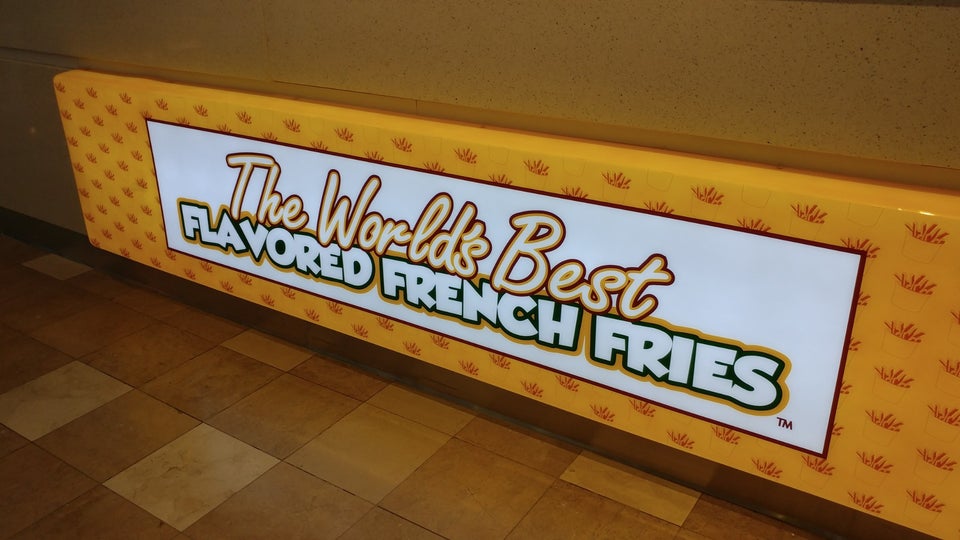 The World's Best
FLAVORED FRENCH FRIES
TM